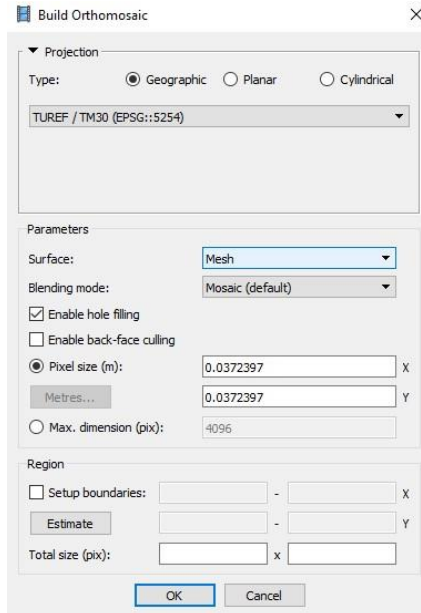 Build Orthomosaic
Projection
Type: Geographic Planar Cylindrical
TUREF / TM30 (EPSG::5254)
Parameters
Surface: Mesh
Blending mode: Mosaic (default)
Enable hole filling
Enable back-face culling
Pixel size (m): 0.0372397 X
Metres... 0.0372397 Y
Max. dimension (pix): 4096
Region
Setup boundaries: - X
Estimate - Y
Total size (pix): x
OK Cancel